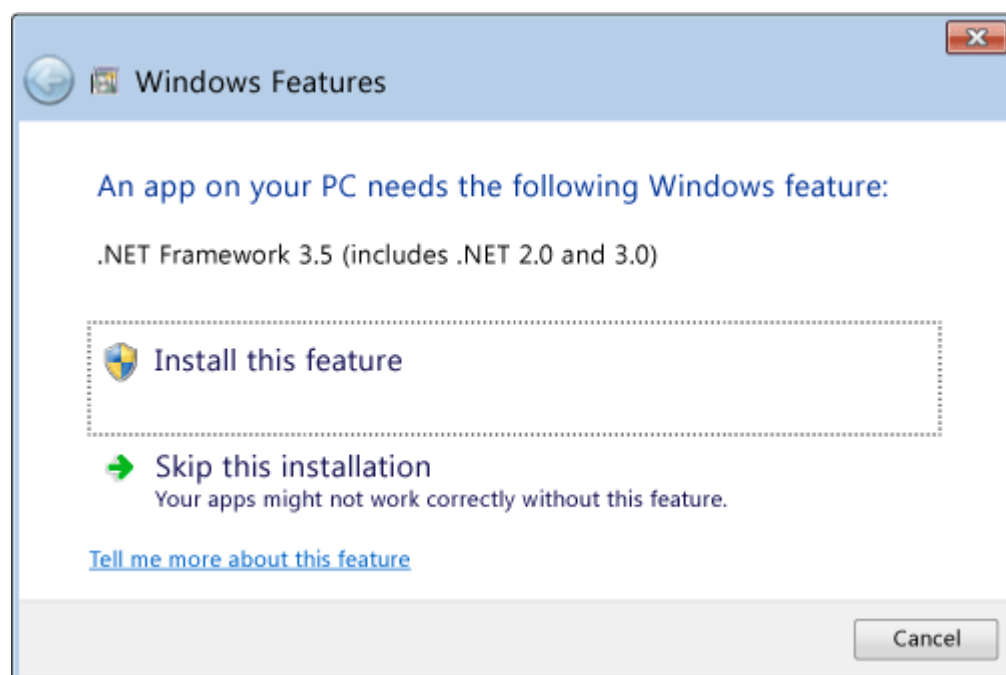 Windows Features
An app on your PC needs the following Windows feature:
.NET Framework 3.5 (includes .NET 2.0 and 3.0)
Install this feature
Skip this installation
Your apps might not work correctly without this feature.
Tell me more about this feature
Cancel